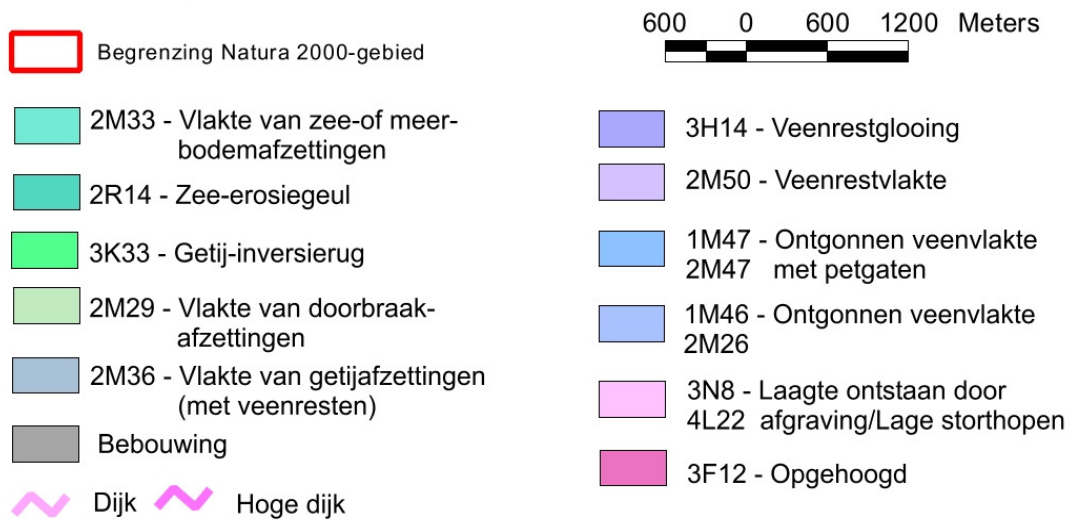 Begrenzing Natura 2000-gebied
2M33 - Vlakte van zee-of meer-
bodemafzettingen
2R14 - Zee-erosiegeul
3K33 - Getij-inversierug
2M29 - Vlakte van doorbraak-
afzettingen
2M36 - Vlakte van getijafzettingen
(met veenresten)
Bebouwing
Dijk Hoge dijk
600 0 600 1200 Meters
3H14 - Veenrestglooing
2M50 - Veenrestvlakte
1M47 - Ontgonnen veenvlakte
2M47 met petgaten
1M46 - Ontgonnen veenvlakte
2M26
3N8 - Laagte ontstaan door
4L22 afgraving/Lage storthopen
3F12 - Opgehoogd